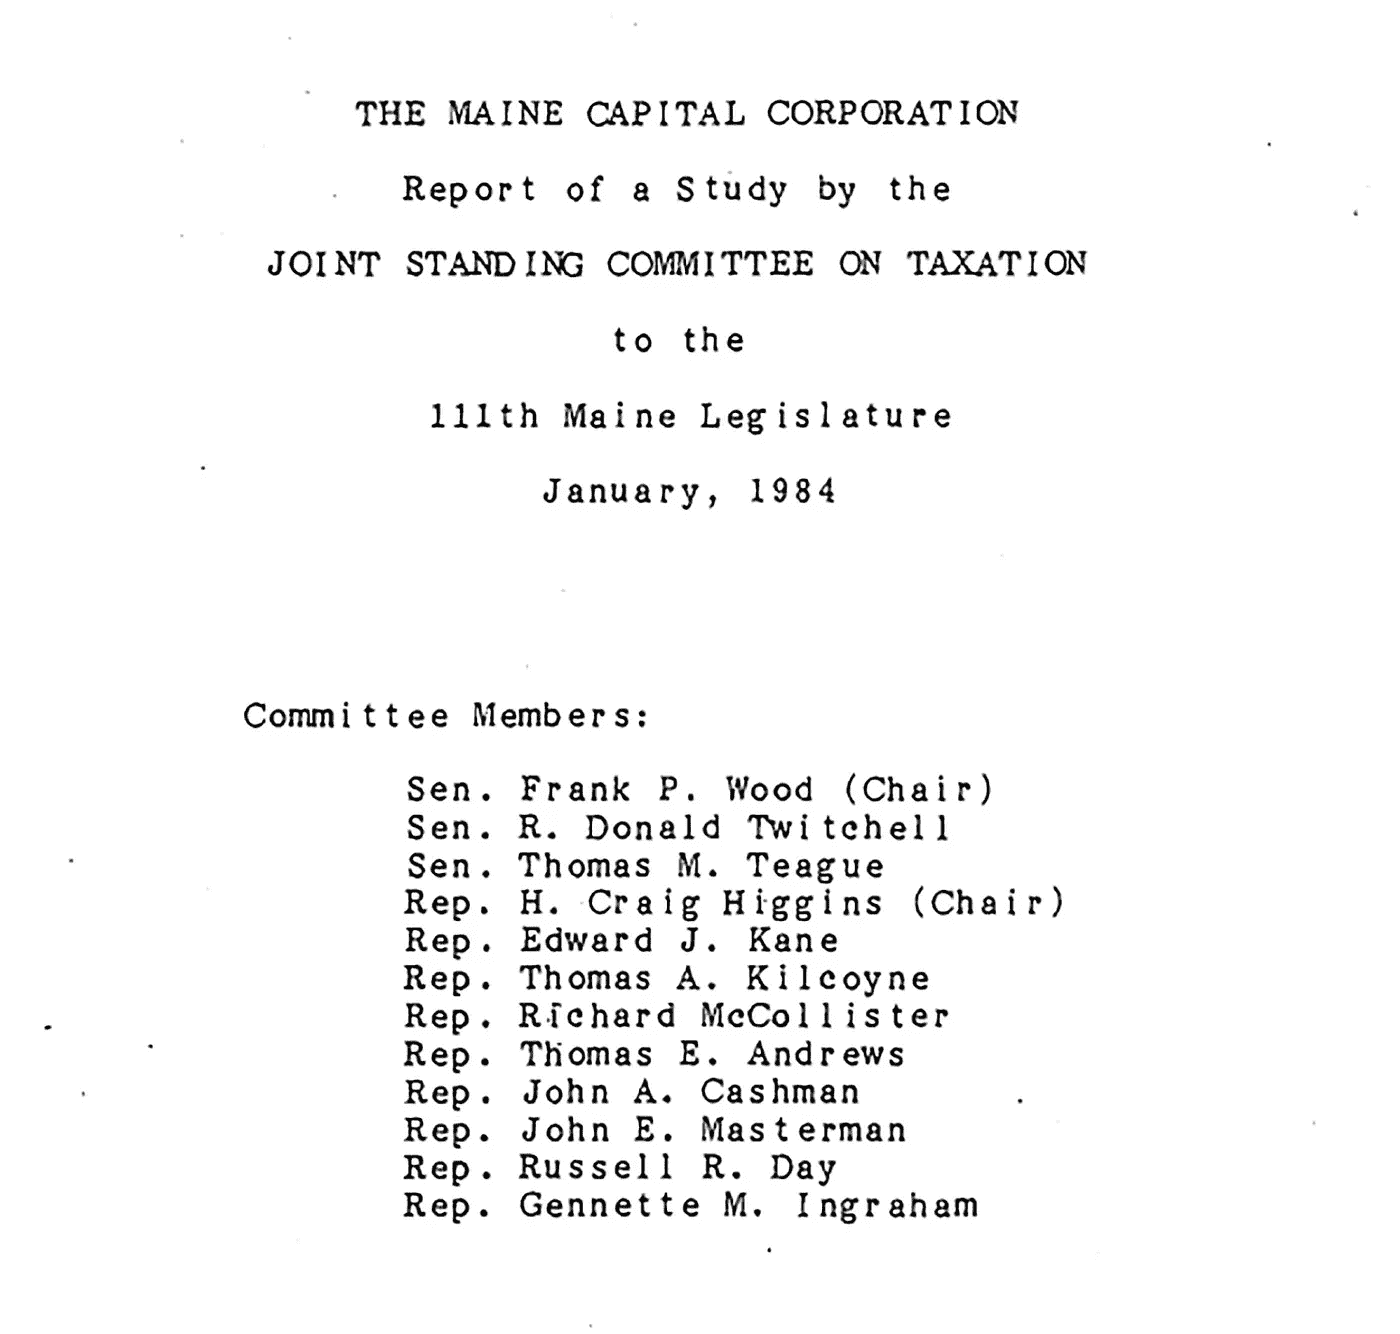 THE MAINE CAPITAL CORPORATION
Report of a Study by the
JOINT STANDING COMMITTEE ON TAXATION
to the
111th Maine Legislature
January, 1984
Committee Members:
Sen. Frank P. Wood (Chair)
Sen. R. Donald Twitchell
Sen. Thomas M. Teague
Rep. H. Craig Higgins (Chair)
Rep. Edward J. Kane
Rep. Thomas A. Kilcoyne
Rep. Richard McCollister
Rep. Thomas E. Andrews
Rep. John A. Cashman
Rep. John E. Masterman
Rep. Russell R. Day
Rep. Gennette M. Ingraham